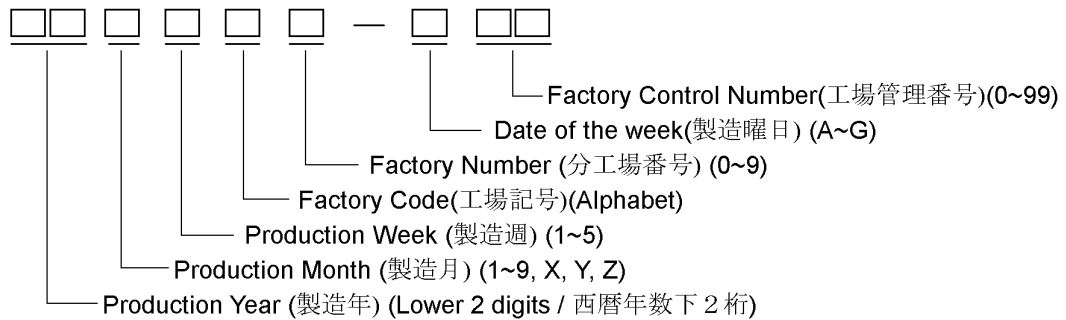 Factory Control Number(工場管理番号)(0~99)
Date of the week(製造曜日) (A~G)
Factory Number (分工場番号) (0~9)
Factory Code(工場記号)(Alphabet)
Production Week (製造週) (1~5)
Production Month (製造月) (1~9, X, Y, Z)
Production Year (製造年) (Lower 2 digits / 西暦年数下２桁)